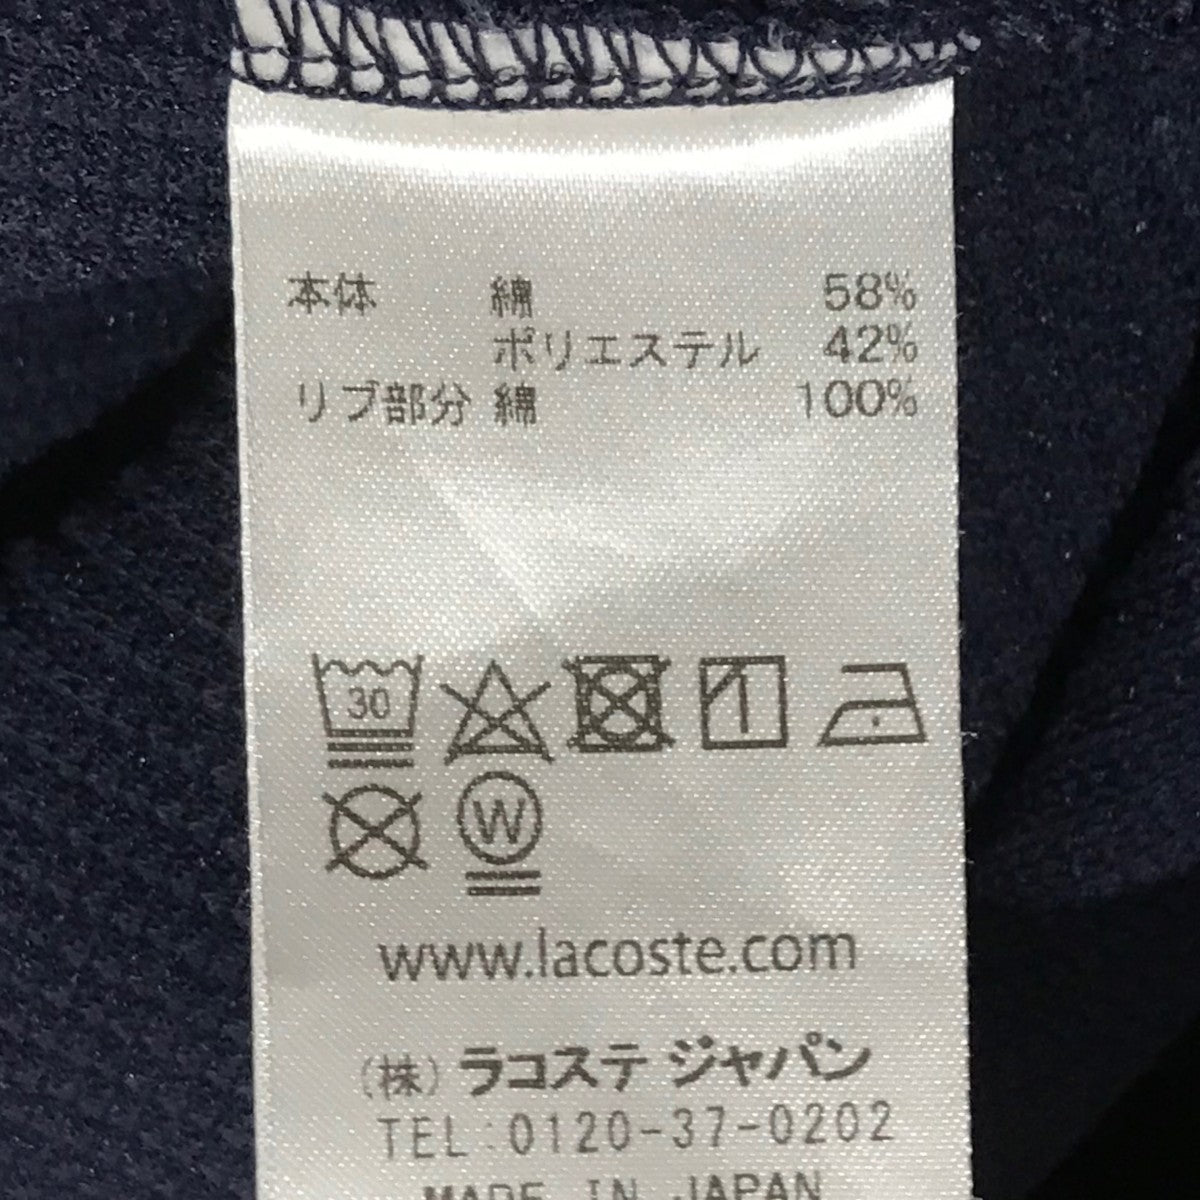 本体 綿 58%
ポリエステル 42%
リブ部分 綿 100%
30
W
www.lacoste.com
(株) ラコステ ジャパン
TEL:0120-37-0202
MADE IN JAPAN